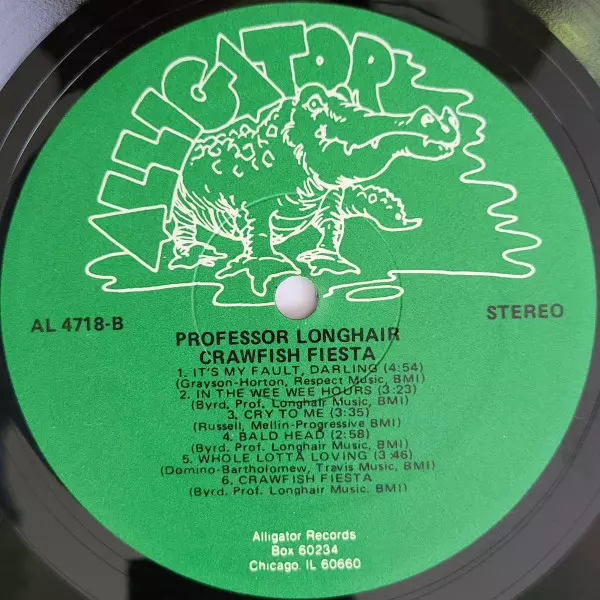 ALLIGATOR
AL 4718-B
STEREO
PROFESSOR LONGHAIR
CRAWFISH FIESTA
1. IT'S MY FAULT, DARLING (4:54)
(Grayson-Horton, Respect Music, BMI)
2. IN THE WEE WEE HOURS (3:23)
(Byrd, Prof. Longhair Music, BMI)
3. CRY TO ME (3:35)
(Russell, Mellin-Progressive BMI)
4. BALD HEAD (2:58)
(Byrd. Prof. Longhair Music, BMI)
5. WHOLE LOTTA LOVING (3:46)
(Domino-Bartholomew, Travis Music, BMI)
6. CRAWFISH FIESTA
(Byrd, Prof. Longhair Music, BMI)
Alligator Records
Box 60234
Chicago, IL 60660